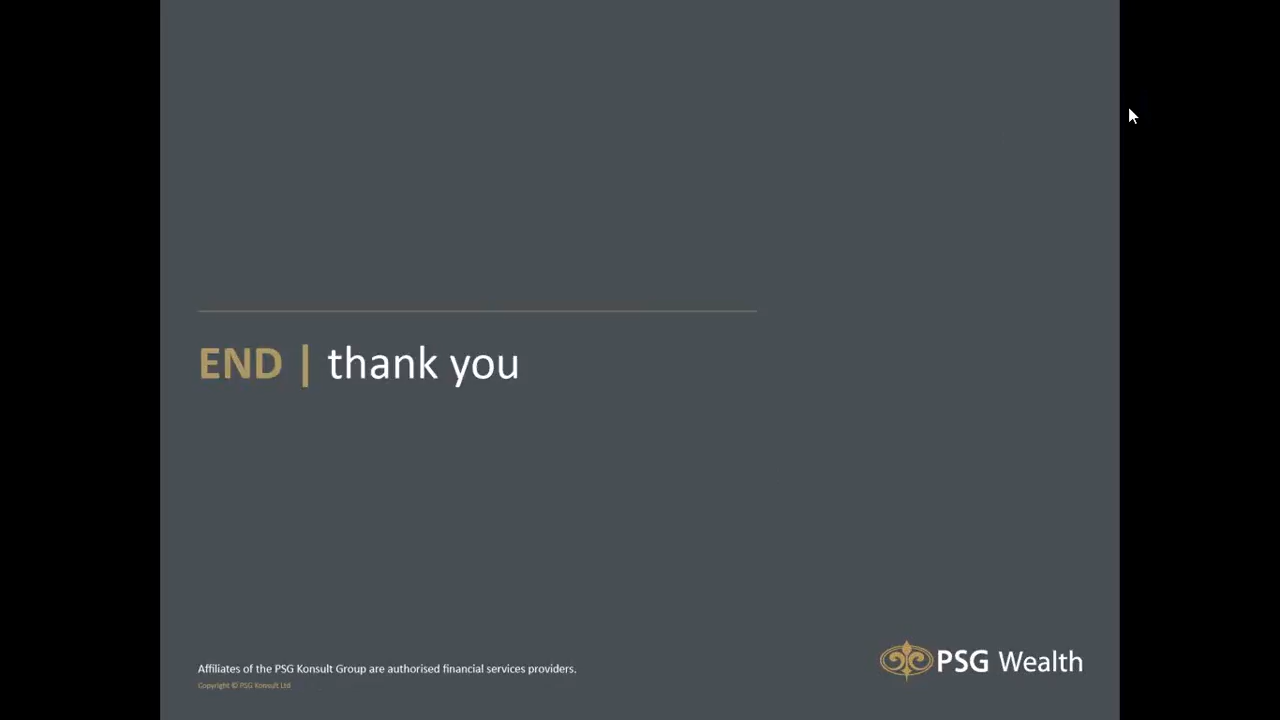 END | thank you
Affiliates of the PSG Konsult Group are authorised financial services providers.
Copyright © PSG Konsult Ltd
PSG Wealth